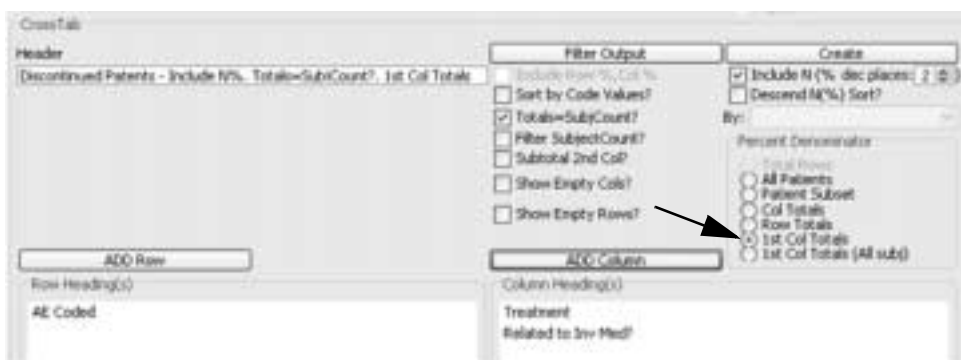 CrossTab
Header
Discontinued Patents - Include N%. Totals=SubjCount?. 1st Col Totals
ADD Row
Row Heading(s)
AE Coded
Filter Output
Include Row %, Col %
Sort by Code Values?
Totals=SubjCount?
Filter SubjectCount?
Subtotal 2nd Col?
Show Empty Cols?
Show Empty Rows?
ADD Column
Column Heading(s)
Treatment
Related to Inv Med?
Create
Include N (% dec places: 2 )
Descend N(%) Sort?
By:
Percent Denominator
Total Rows
All Patients
Patient Subset
Col Totals
Row Totals
1st Col Totals
1st Col Totals (All subj)